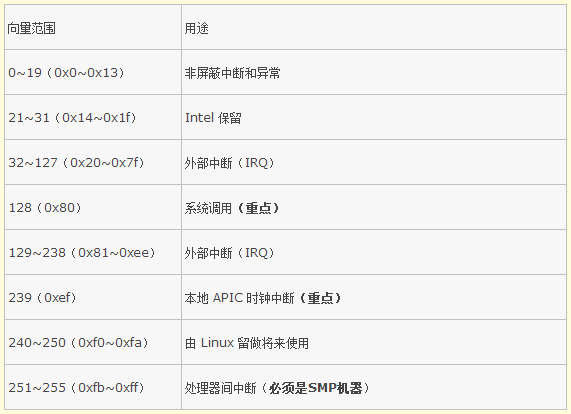 向量范围 用途
0~19（0x0~0x13） 非屏蔽中断和异常
21~31（0x14~0x1f） Intel 保留
32~127（0x20~0x7f） 外部中断（IRQ）
128（0x80） 系统调用（重点）
129~238（0x81~0xee） 外部中断（IRQ）
239（0xef） 本地 APIC 时钟中断（重点）
240~250（0xf0~0xfa） 由 Linux 留做将来使用
251~255（0xfb~0xff） 处理器间中断（必须是SMP机器）